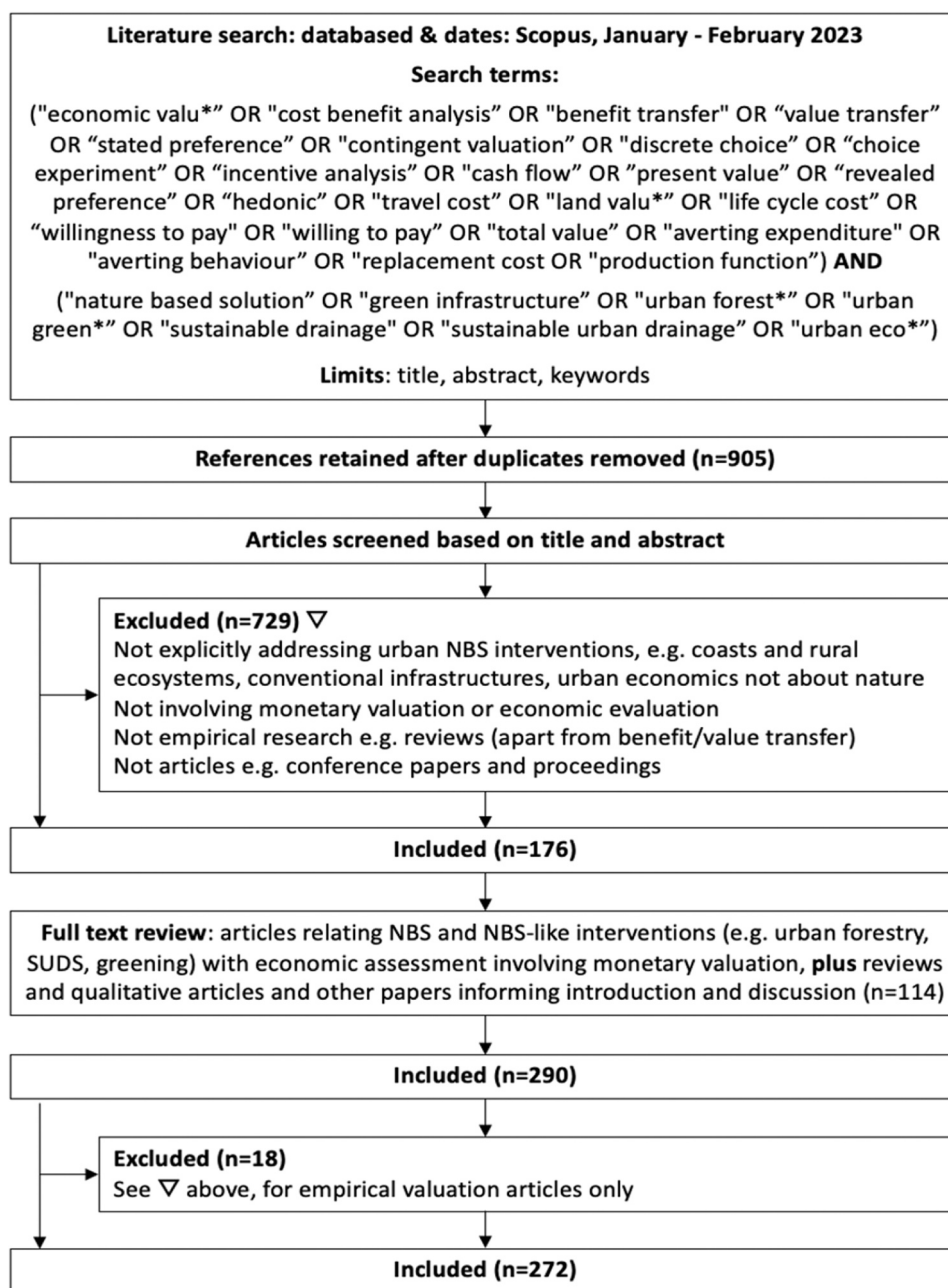 Literature search: databased & dates: Scopus, January - February 2023
Search terms:
("economic valu*” OR "cost benefit analysis” OR "benefit transfer" OR “value transfer”
OR “stated preference” OR "contingent valuation” OR "discrete choice” OR “choice
experiment” OR “incentive analysis” OR "cash flow” OR ”present value” OR “revealed
preference” OR “hedonic” OR "travel cost” OR "land valu*” OR "life cycle cost” OR
“willingness to pay" OR "willing to pay” OR "total value” OR "averting expenditure" OR
"averting behaviour” OR "replacement cost OR "production function”) AND
("nature based solution” OR "green infrastructure” OR "urban forest*” OR "urban
green*” OR "sustainable drainage" OR "sustainable urban drainage” OR "urban eco*”)
Limits: title, abstract, keywords
References retained after duplicates removed (n=905)
Articles screened based on title and abstract
Excluded (n=729) ▽
Not explicitly addressing urban NBS interventions, e.g. coasts and rural
ecosystems, conventional infrastructures, urban economics not about nature
Not involving monetary valuation or economic evaluation
Not empirical research e.g. reviews (apart from benefit/value transfer)
Not articles e.g. conference papers and proceedings
Included (n=176)
Full text review: articles relating NBS and NBS-like interventions (e.g. urban forestry,
SUDS, greening) with economic assessment involving monetary valuation, plus reviews
and qualitative articles and other papers informing introduction and discussion (n=114)
Included (n=290)
Excluded (n=18)
See ▽ above, for empirical valuation articles only
Included (n=272)